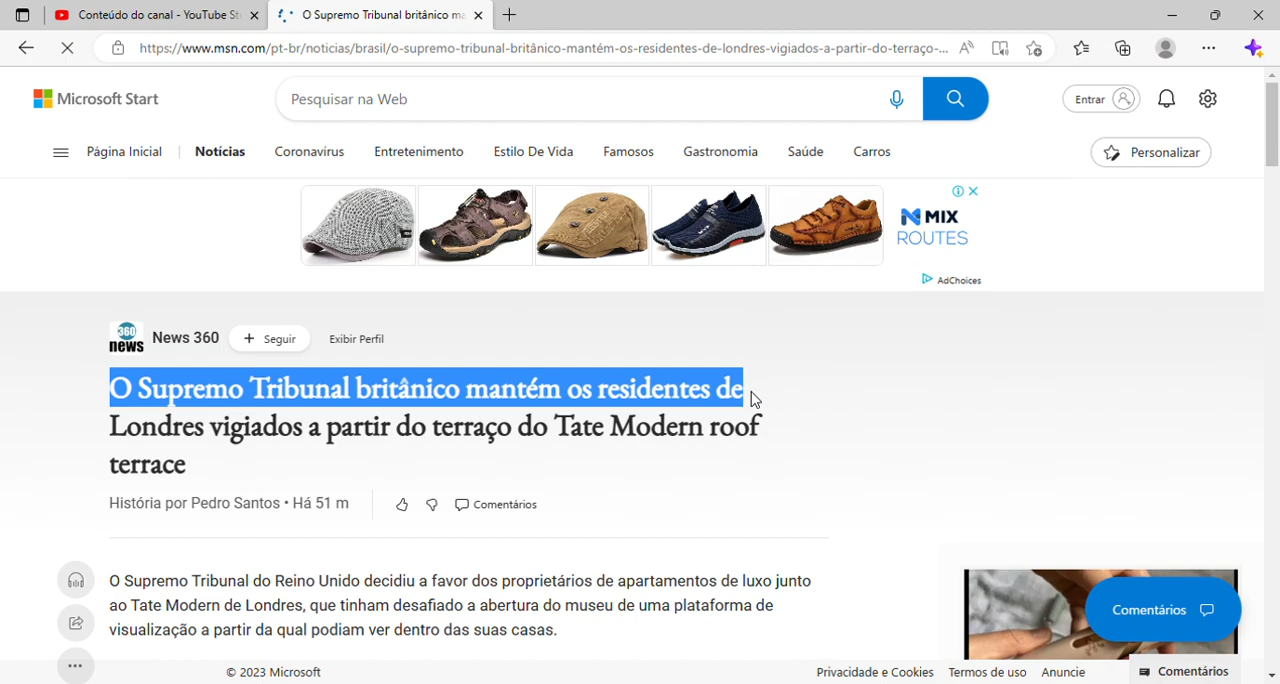 Conteúdo do canal - YouTube St
O Supremo Tribunal britânico ma
https://www.msn.com/pt-br/noticias/brasil/o-supremo-tribunal-britânico-mantém-os-residentes-de-londres-vigiados-a-partir-do-terraço-...
Microsoft Start
Pesquisar na Web
Entrar
Página Inicial
Notícias
Coronavírus
Entretenimento
Estilo De Vida
Famosos
Gastronomia
Saúde
Carros
Personalizar
MIX
ROUTES
AdChoices
360
news
News 360
+ Seguir
Exibir Perfil
O Supremo Tribunal britânico mantém os residentes de
Londres vigiados a partir do terraço do Tate Modern roof
terrace
História por Pedro Santos • Há 51 m
Comentários
O Supremo Tribunal do Reino Unido decidiu a favor dos proprietários de apartamentos de luxo junto
ao Tate Modern de Londres, que tinham desafiado a abertura do museu de uma plataforma de
visualização a partir da qual podiam ver dentro das suas casas.
Comentários
© 2023 Microsoft
Privacidade e Cookies
Termos de uso
Anuncie
Comentários